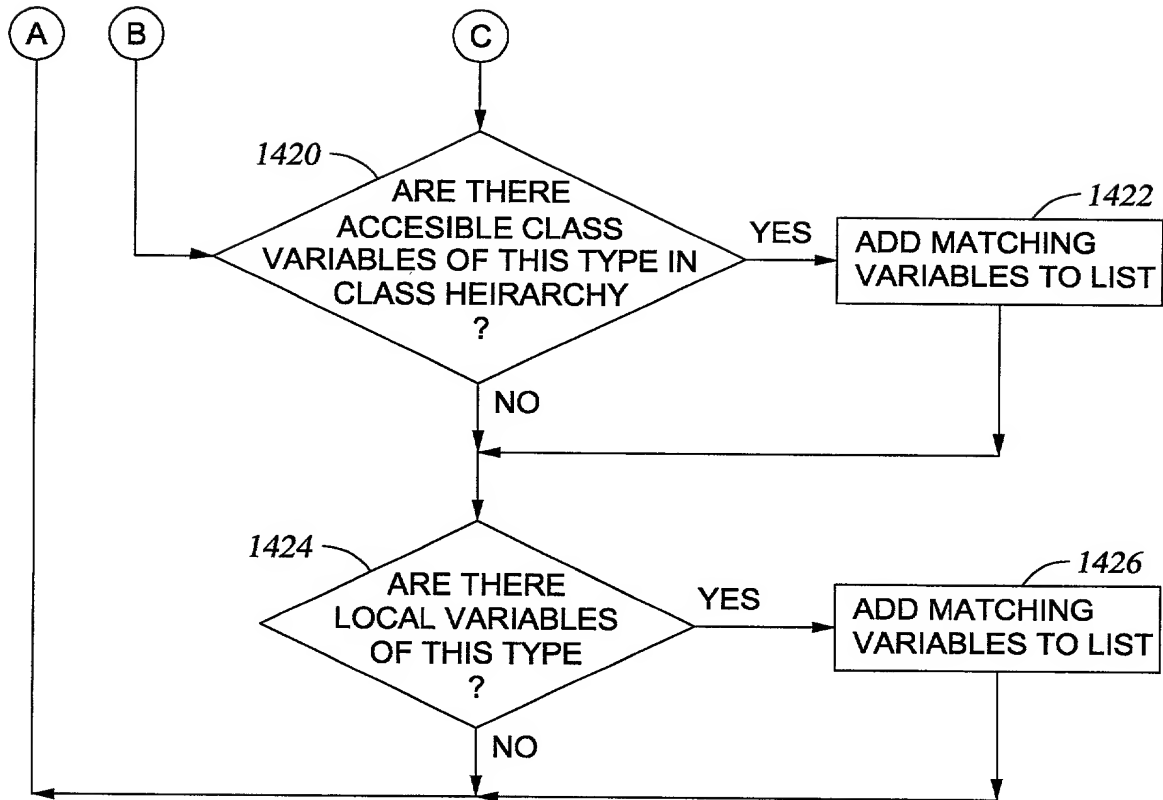 A
B
C
1420
ARE THERE
ACCESIBLE CLASS
VARIABLES OF THIS TYPE IN
CLASS HEIRARCHY
?
YES
1422
ADD MATCHING
VARIABLES TO LIST
NO
1424
ARE THERE
LOCAL VARIABLES
OF THIS TYPE
?
YES
1426
ADD MATCHING
VARIABLES TO LIST
NO